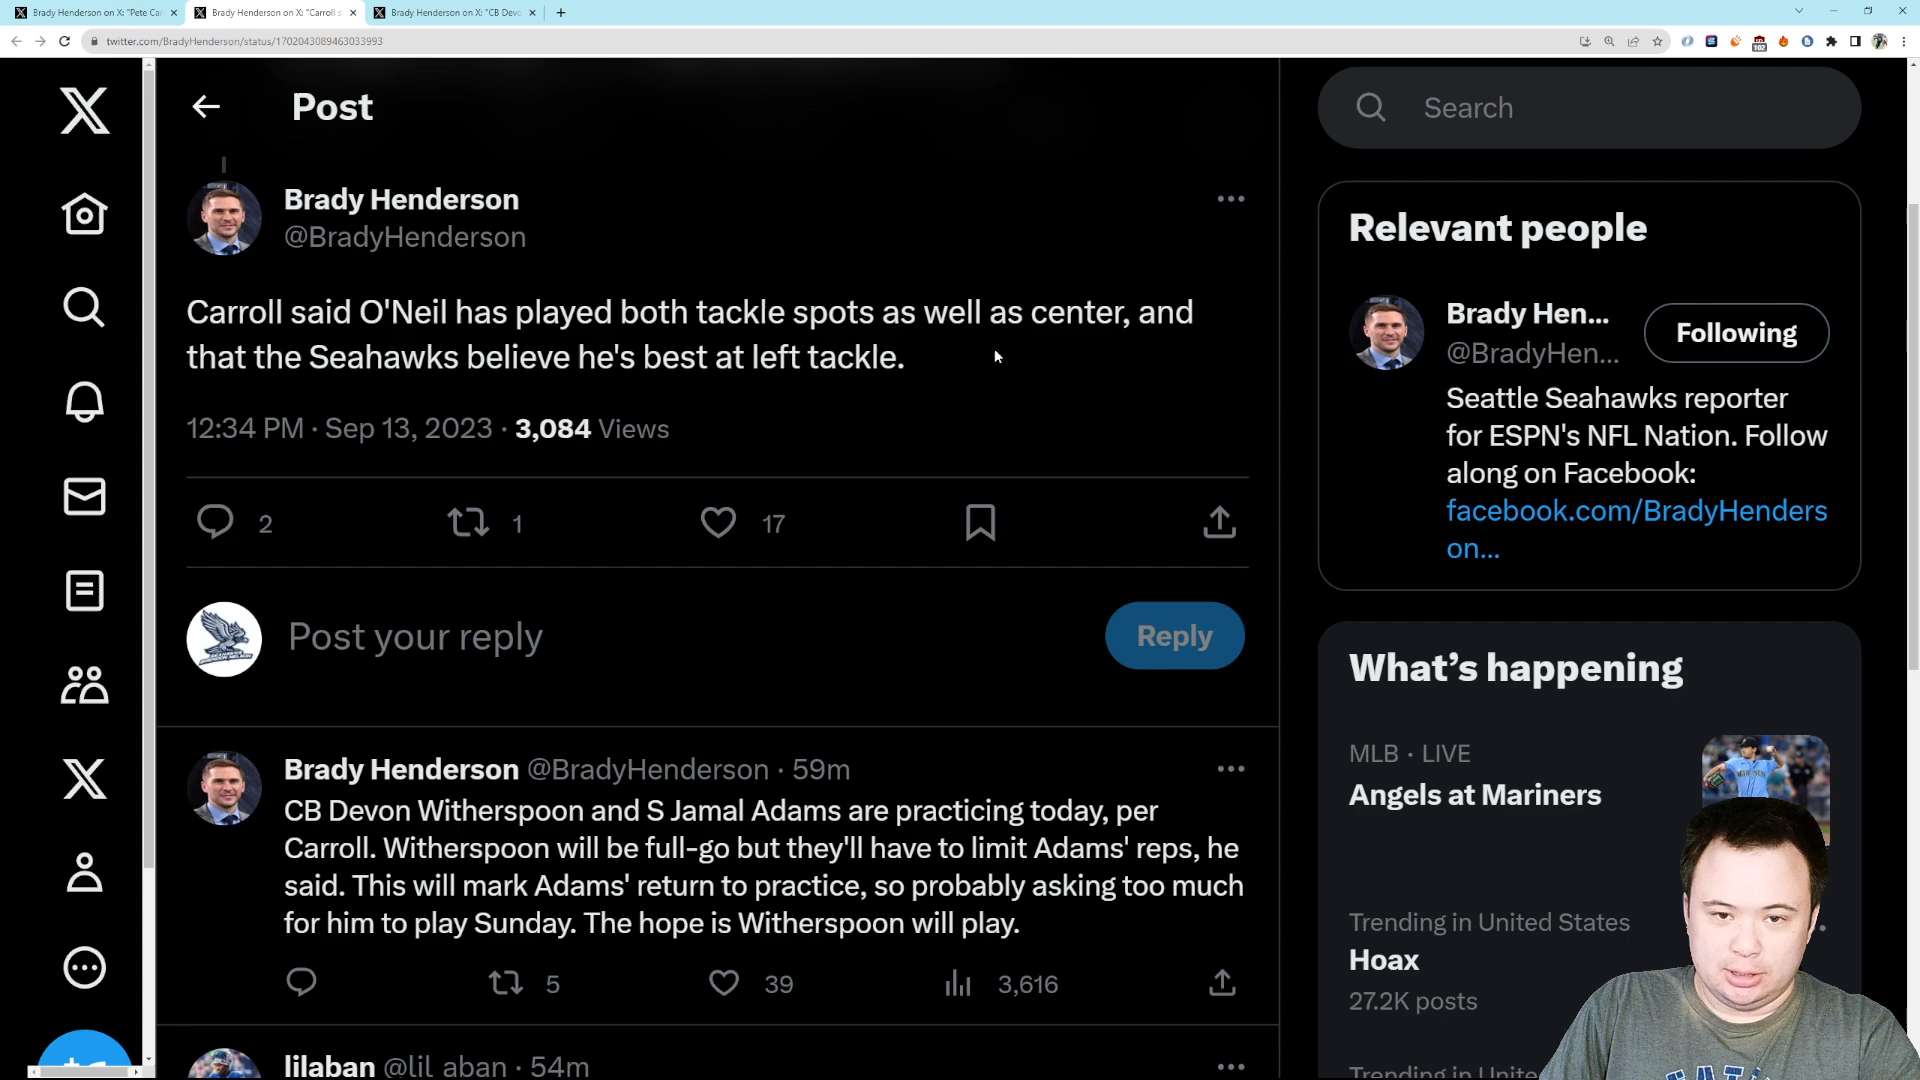 Brady Henderson on X: "Pete Car
Brady Henderson on X: "Carroll s
Brady Henderson on X: "CB Devo
twitter.com/BradyHenderson/status/1702043089463033993
102
Post
Search
Brady Henderson
@BradyHenderson
Carroll said O'Neil has played both tackle spots as well as center, and
that the Seahawks believe he's best at left tackle.
12:34 PM · Sep 13, 2023 · 3,084 Views
2
1
17
Post your reply
Reply
Brady Henderson @BradyHenderson · 59m
CB Devon Witherspoon and S Jamal Adams are practicing today, per
Carroll. Witherspoon will be full-go but they'll have to limit Adams' reps, he
said. This will mark Adams' return to practice, so probably asking too much
for him to play Sunday. The hope is Witherspoon will play.
5
39
3,616
lilaban @lil_aban · 54m
Relevant people
Brady Hen...
@BradyHen...
Following
Seattle Seahawks reporter
for ESPN's NFL Nation. Follow
along on Facebook:
facebook.com/BradyHenders
on...
What's happening
MLB · LIVE
Angels at Mariners
Trending in United States
Hoax
27.2K posts
Trending in Unite